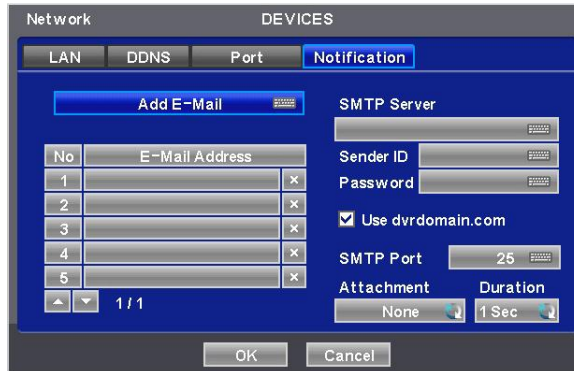 Network DEVICES
LAN DDNS Port Notification
Add E-Mail
No E-Mail Address
1 ×
2 ×
3 ×
4 ×
5 ×
1/1
SMTP Server
Sender ID
Password
Use dvrdomain.com
SMTP Port 25
Attachment Duration
None 1 Sec
OK Cancel